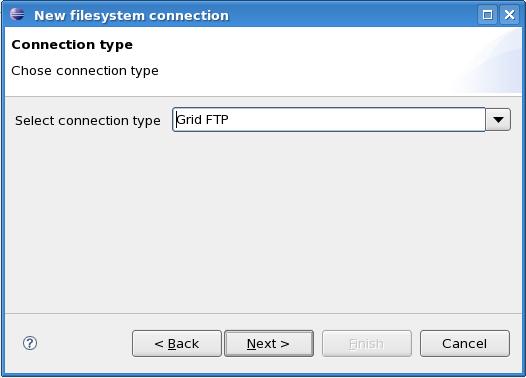 New filesystem connection
Connection type
Chose connection type
Select connection type Grid FTP
? < Back Next > Finish Cancel